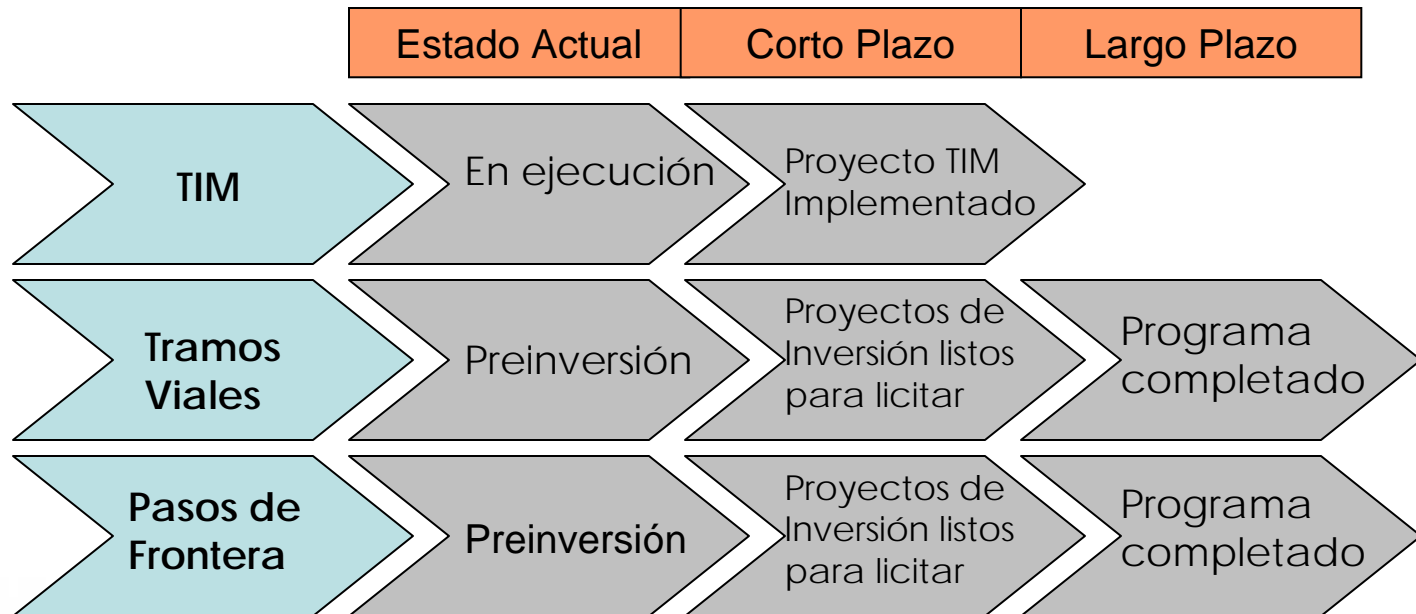 Estado Actual Corto Plazo Largo Plazo
TIM
En ejecución
Proyecto TIM
Implementado
Tramos
Viales
Preinversión
Proyectos de
Inversión listos
para licitar
Programa
completado
Pasos de
Frontera
Preinversión
Proyectos de
Inversión listos
para licitar
Programa
completado